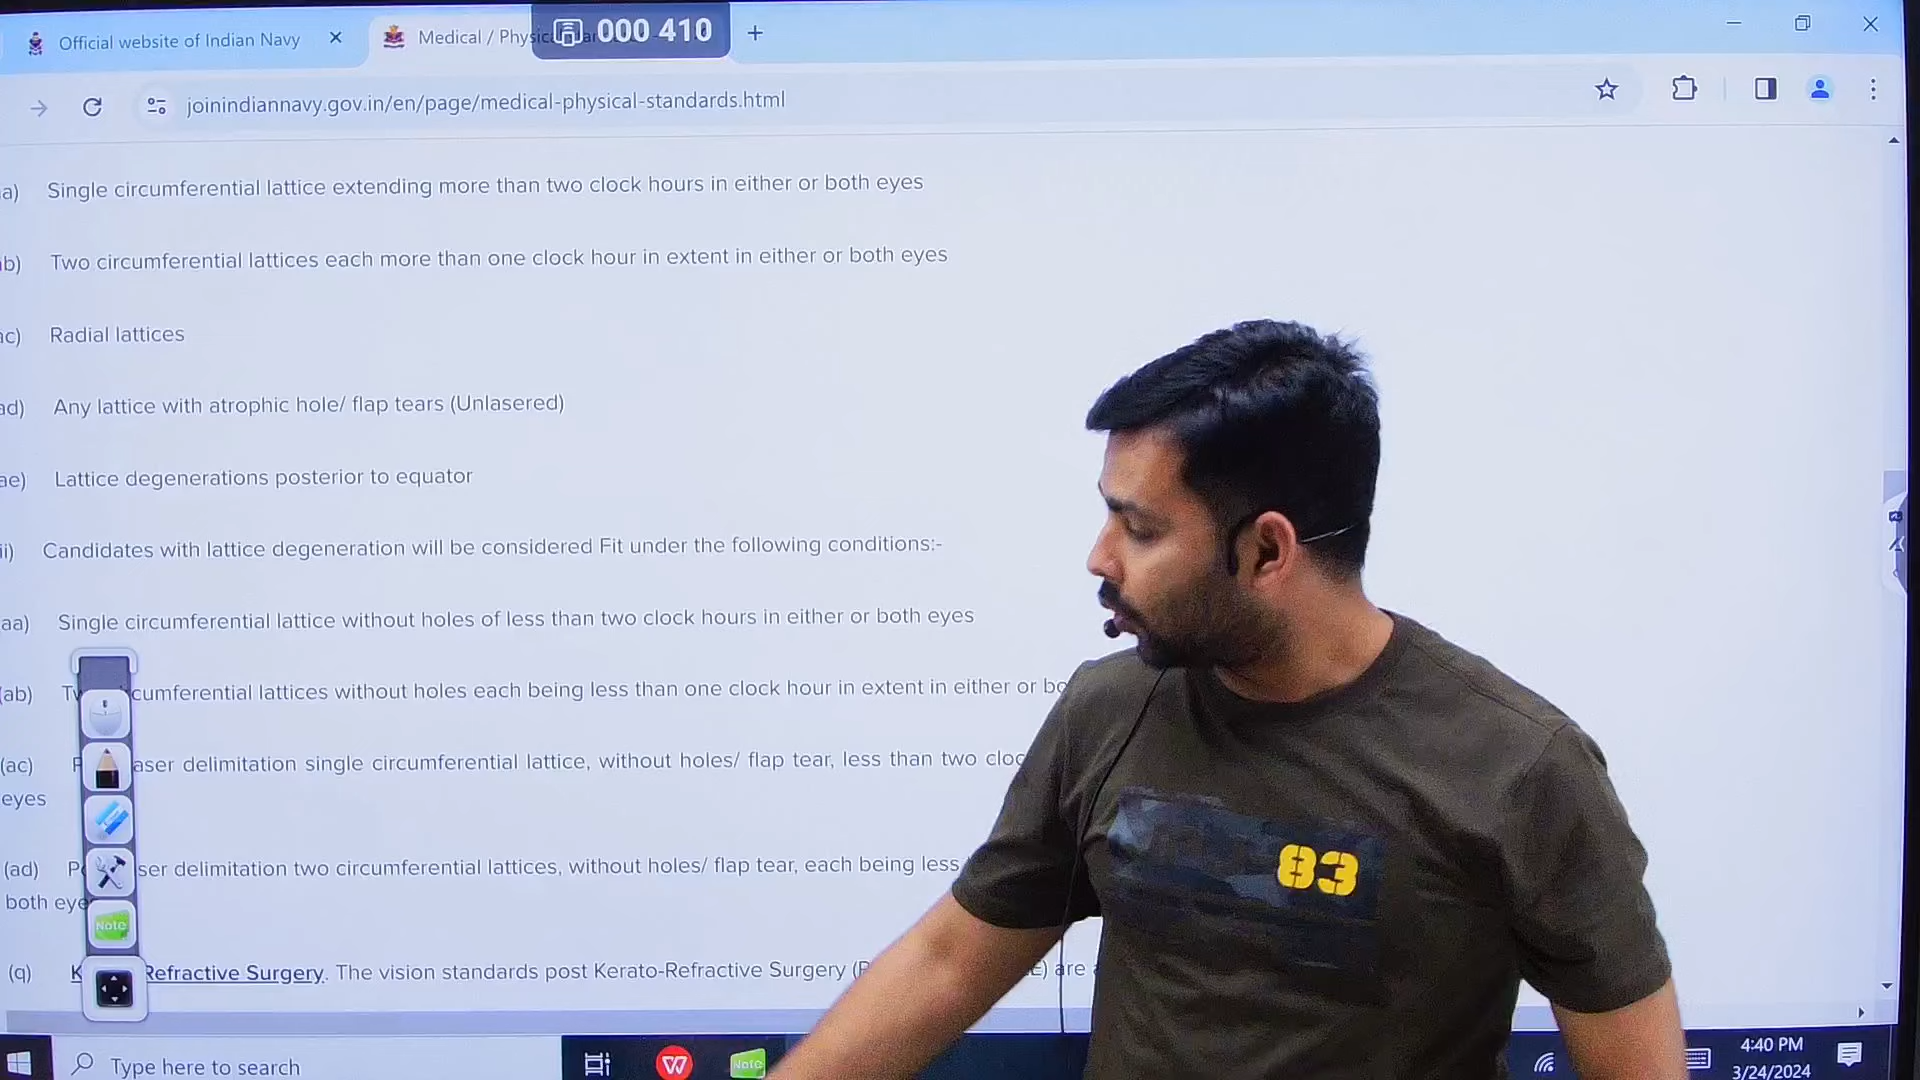 Official website of Indian Navy
Medical / Physic
000 410
joinindiannavy.gov.in/en/page/medical-physical-standards.html
a) Single circumferential lattice extending more than two clock hours in either or both eyes
b) Two circumferential lattices each more than one clock hour in extent in either or both eyes
c) Radial lattices
ad) Any lattice with atrophic hole/ flap tears (Unlasered)
ae) Lattice degenerations posterior to equator
ii) Candidates with lattice degeneration will be considered Fit under the following conditions:-
aa) Single circumferential lattice without holes of less than two clock hours in either or both eyes
(ab) cumferential lattices without holes each being less than one clock hour in extent in either or bo
(ac) aser delimitation single circumferential lattice, without holes/ flap tear, less than two cloc
eyes
(ad) ser delimitation two circumferential lattices, without holes/ flap tear, each being less
both eye
Note
(q) K Refractive Surgery. The vision standards post Kerato-Refractive Surgery ( ) are
83
Type here to search
Note
4:40 PM
3/24/2024